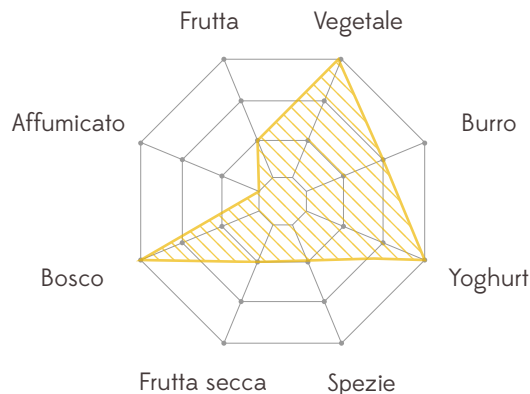 Frutta
Vegetale
Affumicato
Burro
Bosco
Yoghurt
Frutta secca
Spezie